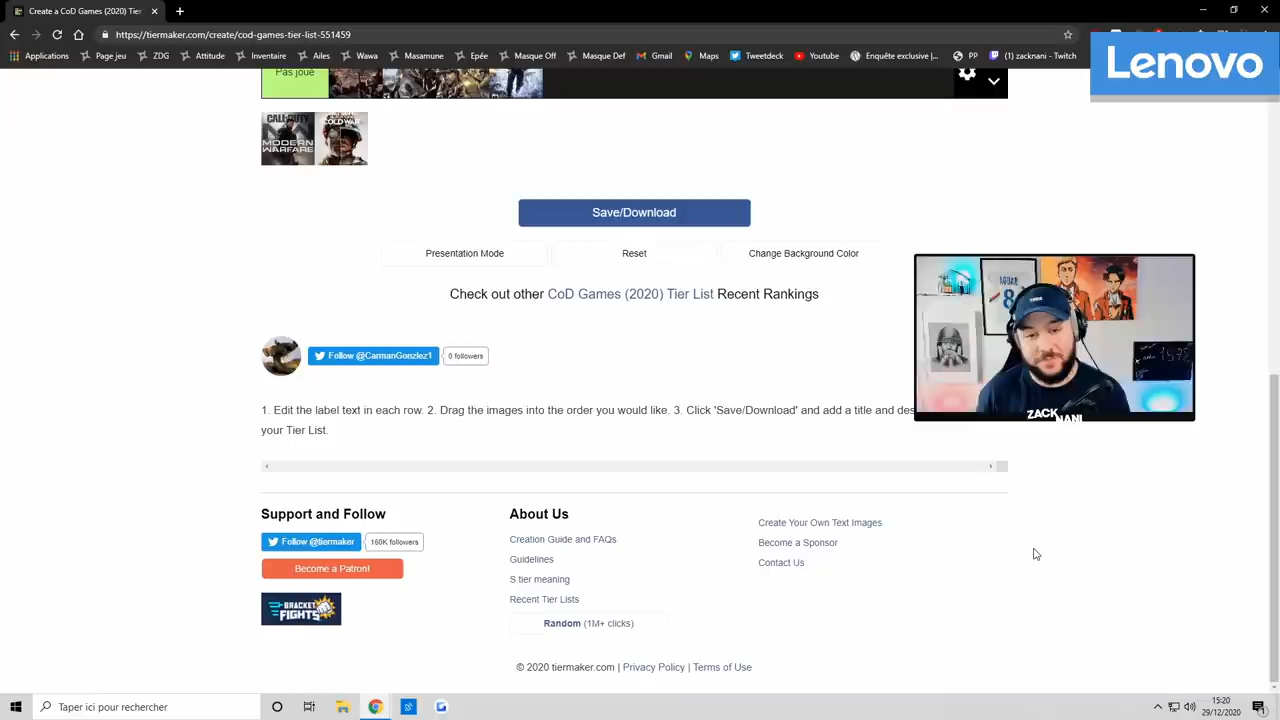 Create a CoD Games (2020) Tier
https://tiermaker.com/create/cod-games-tier-list-551459
Applications
Page jeu
ZDG
Attitude
Inventaire
Ailes
Wawa
Masamune
Epée
Masque Off
Masque Def
Gmail
Maps
Tweetdeck
Youtube
Enquête exclusive |...
PP
(1) zacknani - Twitch
Lenovo
Pas joué
CALL OF DUTY
MODERN
WARFARE
COLD WAR
Save/Download
Presentation Mode
Reset
Change Background Color
Check out other CoD Games (2020) Tier List Recent Rankings
Follow @CarmanGonzlez1
0 followers
1. Edit the label text in each row. 2. Drag the images into the order you would like. 3. Click 'Save/Download' and add a title and des
your Tier List.
ZACK
NANI
Support and Follow
Follow @tiermaker
160K followers
Become a Patron!
BRACKET
FIGHTS
About Us
Creation Guide and FAQs
Guidelines
S tier meaning
Recent Tier Lists
Random (1M+ clicks)
Create Your Own Text Images
Become a Sponsor
Contact Us
© 2020 tiermaker.com | Privacy Policy | Terms of Use
Taper ici pour rechercher
15:20
29/12/2020